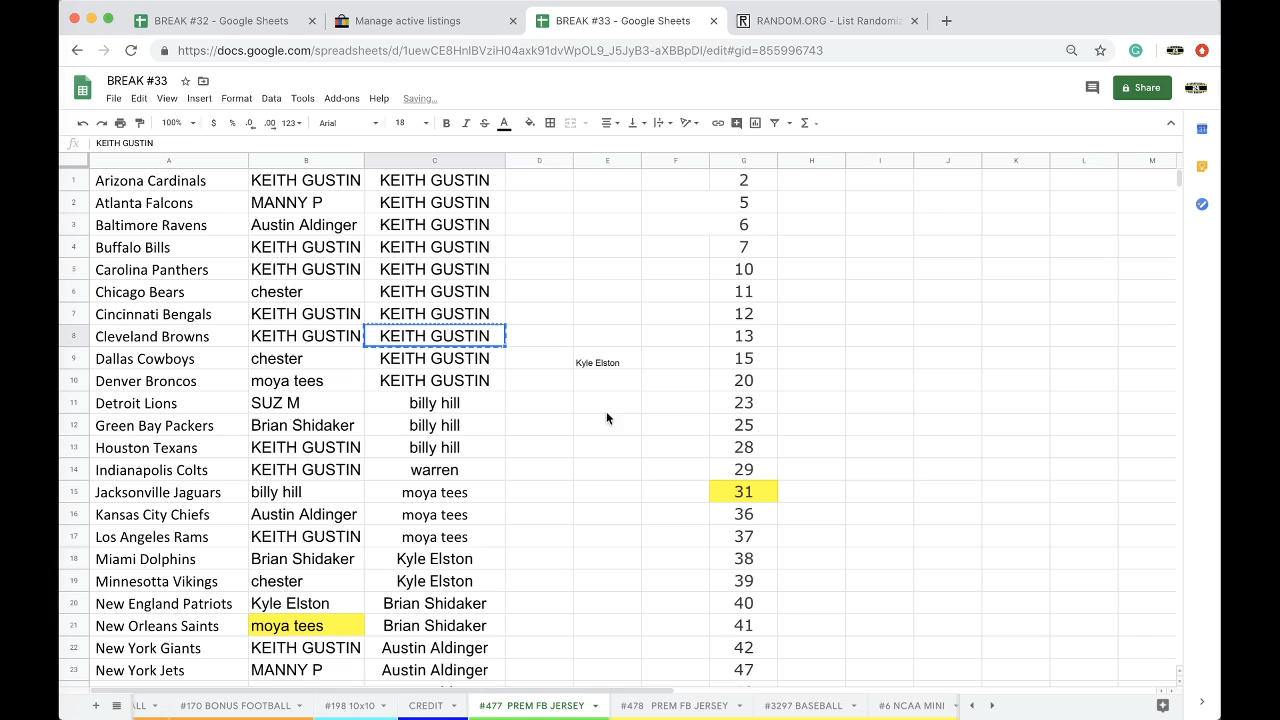 BREAK #32 - Google Sheets
Manage active listings
BREAK #33 - Google Sheets
RANDOM.ORG - List Randomiz
https://docs.google.com/spreadsheets/d/1uewCE8HnIBVziH04axk91dvWpOL9_J5JyB3-aXBBpDI/edit#gid=855996743
BREAK #33
File Edit View Insert Format Data Tools Add-ons Help Saving...
Share
100% $ % .0 .00 123 Arial 18 B I S A
fx KEITH GUSTIN
A B C D E F G H I J K L M
1 Arizona Cardinals KEITH GUSTIN KEITH GUSTIN 2
2 Atlanta Falcons MANNY P KEITH GUSTIN 5
3 Baltimore Ravens Austin Aldinger KEITH GUSTIN 6
4 Buffalo Bills KEITH GUSTIN KEITH GUSTIN 7
5 Carolina Panthers KEITH GUSTIN KEITH GUSTIN 10
6 Chicago Bears chester KEITH GUSTIN 11
7 Cincinnati Bengals KEITH GUSTIN KEITH GUSTIN 12
8 Cleveland Browns KEITH GUSTIN KEITH GUSTIN 13
9 Dallas Cowboys chester KEITH GUSTIN Kyle Elston 15
10 Denver Broncos moya tees KEITH GUSTIN 20
11 Detroit Lions SUZ M billy hill 23
12 Green Bay Packers Brian Shidaker billy hill 25
13 Houston Texans KEITH GUSTIN billy hill 28
14 Indianapolis Colts KEITH GUSTIN warren 29
15 Jacksonville Jaguars billy hill moya tees 31
16 Kansas City Chiefs Austin Aldinger moya tees 36
17 Los Angeles Rams KEITH GUSTIN moya tees 37
18 Miami Dolphins Brian Shidaker Kyle Elston 38
19 Minnesota Vikings chester Kyle Elston 39
20 New England Patriots Kyle Elston Brian Shidaker 40
21 New Orleans Saints moya tees Brian Shidaker 41
22 New York Giants KEITH GUSTIN Austin Aldinger 42
23 New York Jets MANNY P Austin Aldinger 47
ALL #170 BONUS FOOTBALL #198 10x10 CREDIT #477 PREM FB JERSEY #478 PREM FB JERSEY #3297 BASEBALL #6 NCAA MINI